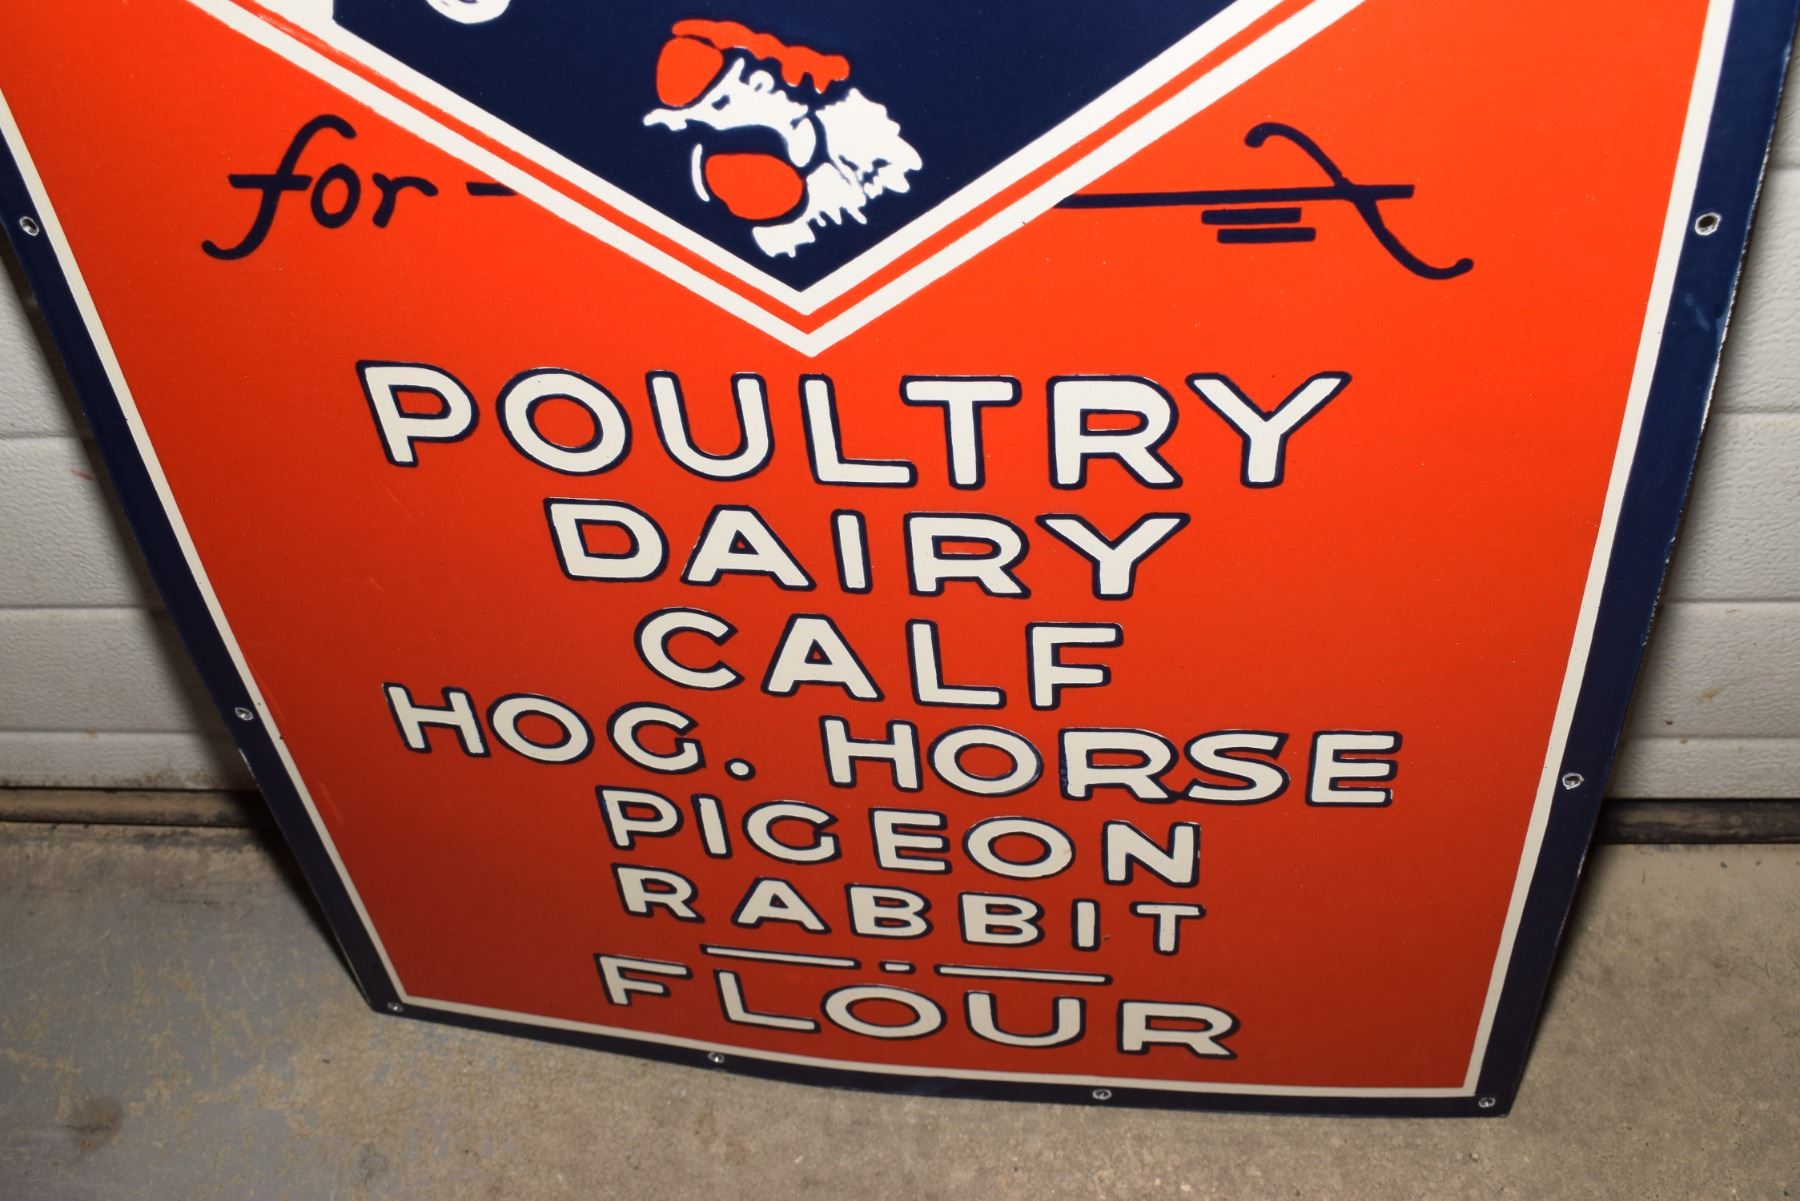 for-
POULTRY
DAIRY
CALF
HOG. HORSE
PIGEON
RABBIT
FLOUR